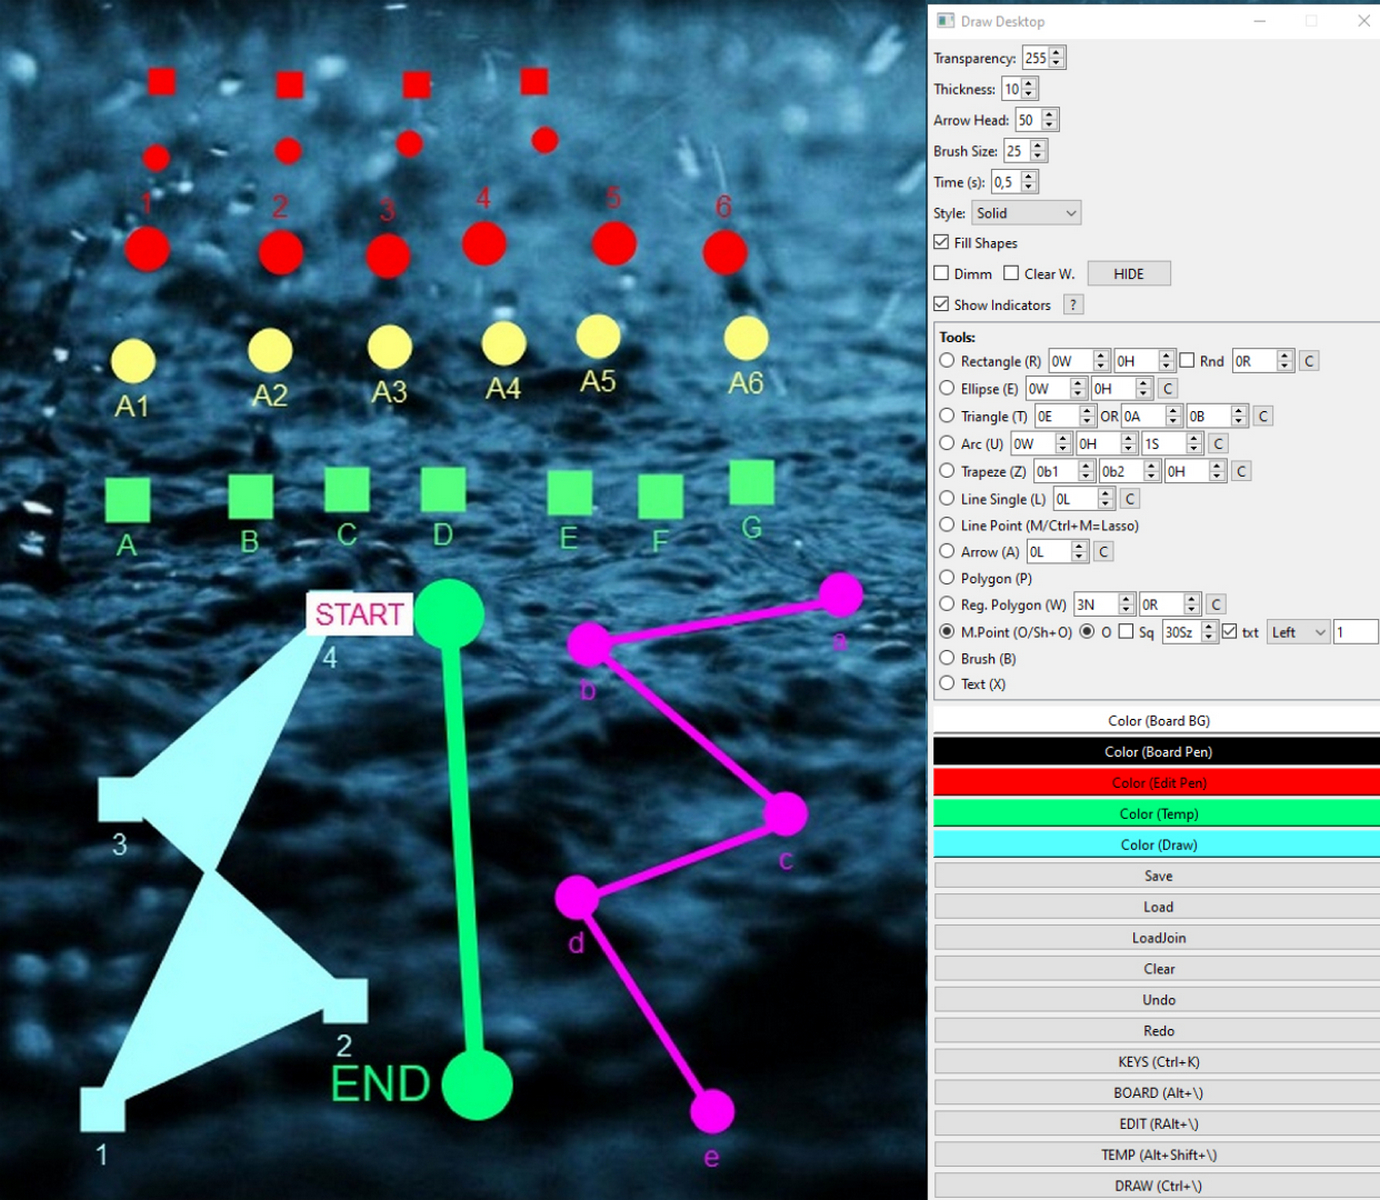 1 2 3 4 5 6
A1 A2 A3 A4 A5 A6
A B C D E F G
START
4
a
b
3
c
d
2
END
1
e
Draw Desktop
Transparency: 255
Thickness: 10
Arrow Head: 50
Brush Size: 25
Time (s): 0,5
Style: Solid
Fill Shapes
Dimm Clear W. HIDE
Show Indicators ?
Tools:
Rectangle (R) 0W 0H Rnd 0R C
Ellipse (E) 0W 0H C
Triangle (T) 0E OR 0A 0B C
Arc (U) 0W 0H 1S C
Trapeze (Z) 0b1 0b2 0H C
Line Single (L) 0L C
Line Point (M/Ctrl+M=Lasso)
Arrow (A) 0L C
Polygon (P)
Reg. Polygon (W) 3N 0R C
M.Point (O/Sh+O) O Sq 30Sz txt Left 1
Brush (B)
Text (X)
Color (Board BG)
Color (Board Pen)
Color (Edit Pen)
Color (Temp)
Color (Draw)
Save
Load
LoadJoin
Clear
Undo
Redo
KEYS (Ctrl+K)
BOARD (Alt+\)
EDIT (RAlt+\)
TEMP (Alt+Shift+\)
DRAW (Ctrl+\)